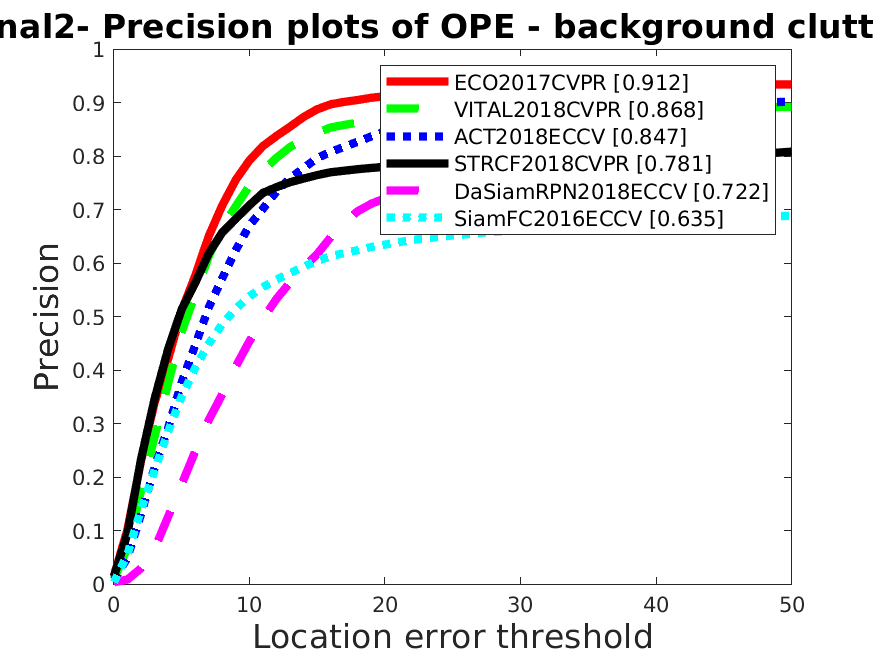 nal2- Precision plots of OPE - background clutt
1
0.9
0.8
0.7
0.6
0.5
0.4
0.3
0.2
0.1
0
Precision
ECO2017CVPR [0.912]
VITAL2018CVPR [0.868]
ACT2018ECCV [0.847]
STRCF2018CVPR [0.781]
DaSiamRPN2018ECCV [0.722]
SiamFC2016ECCV [0.635]
0 10 20 30 40 50
Location error threshold